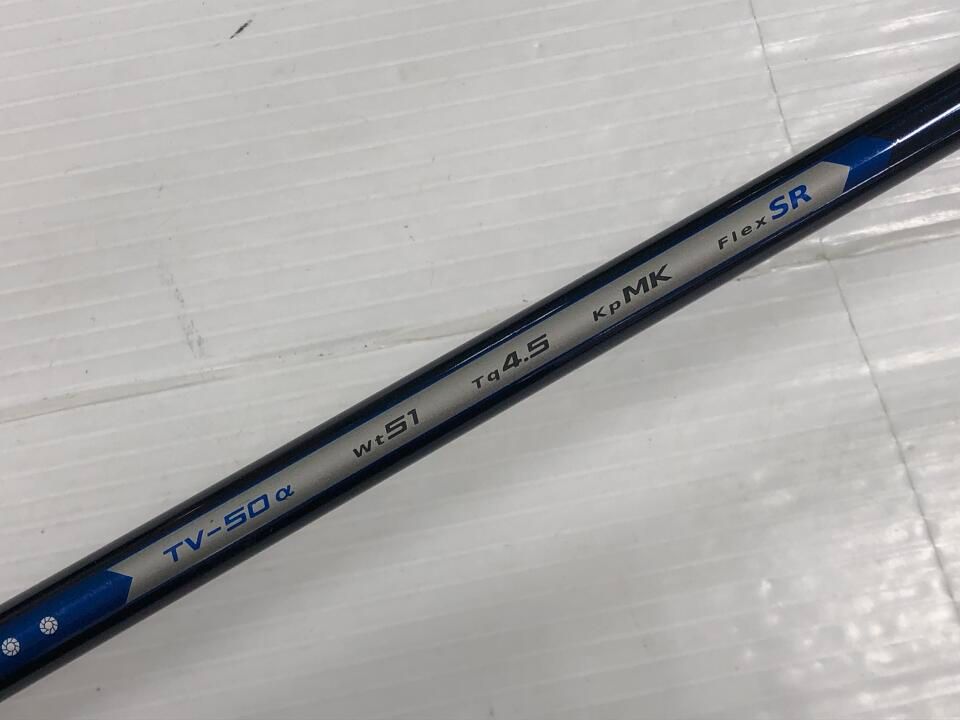 TV-50α Wt51 Tq4.5 KpMK FlexSR